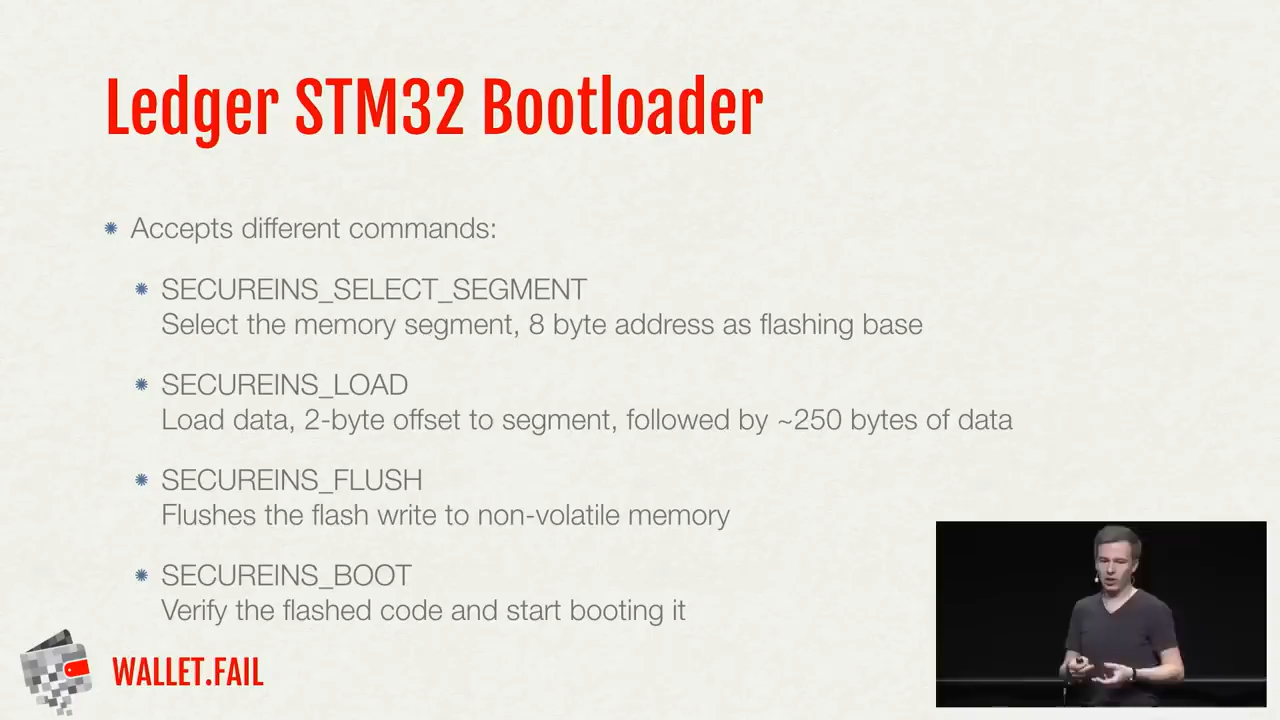 Ledger STM32 Bootloader
Accepts different commands:
SECUREINS_SELECT_SEGMENT
Select the memory segment, 8 byte address as flashing base
SECUREINS_LOAD
Load data, 2-byte offset to segment, followed by ~250 bytes of data
SECUREINS_FLUSH
Flushes the flash write to non-volatile memory
SECUREINS_BOOT
Verify the flashed code and start booting it
WALLET.FAIL